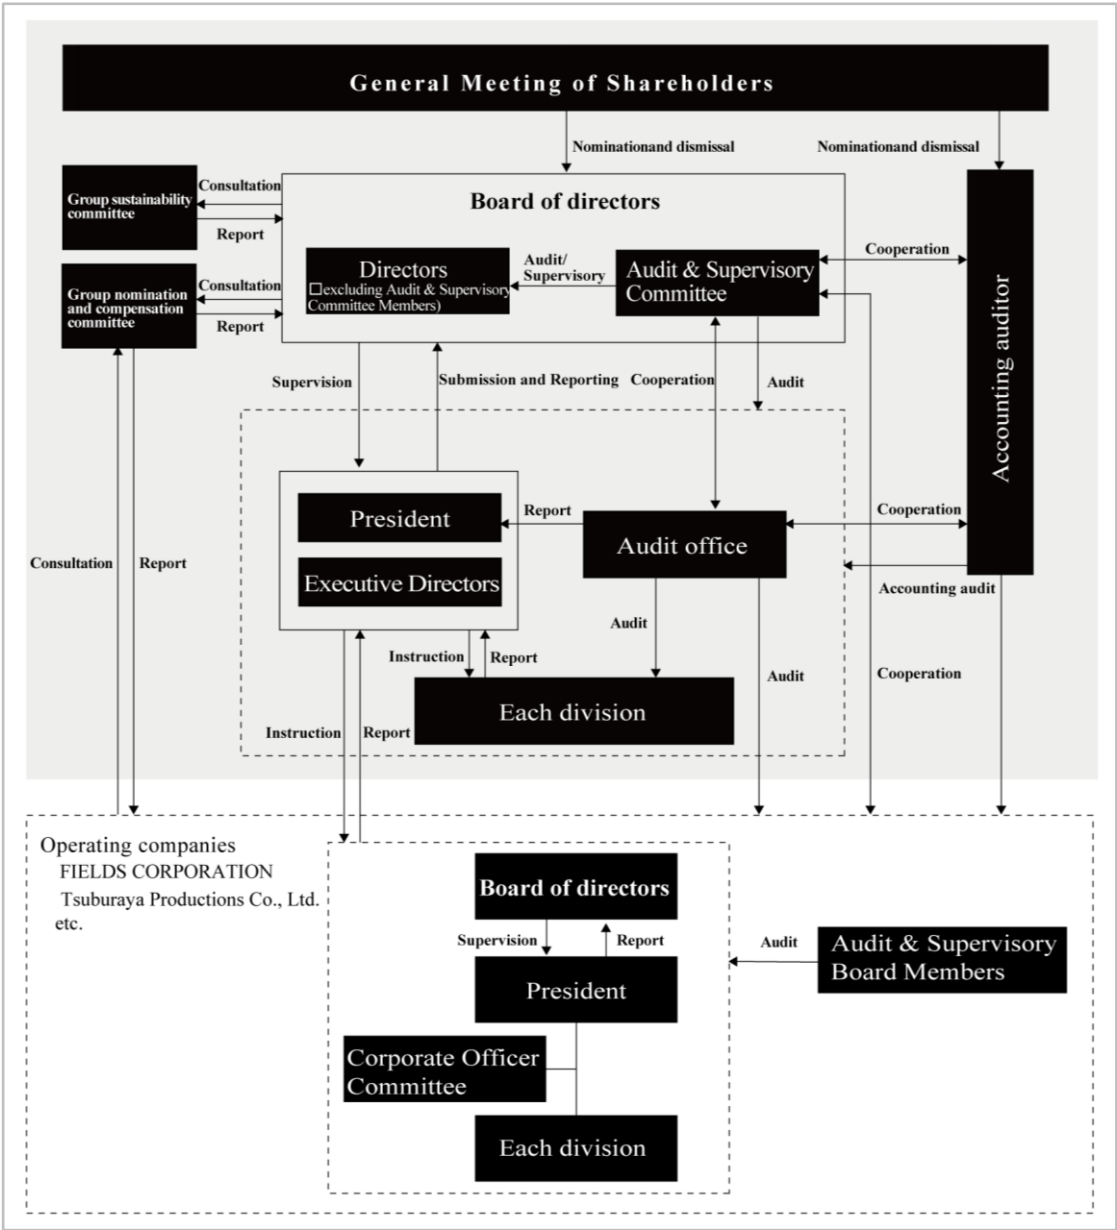 General Meeting of Shareholders
Nominationand dismissal
Nominationand dismissal
Group sustainability
committee
Consultation
Report
Board of directors
Directors
□excluding Audit & Supervisory
Committee Members)
Audit/
Supervisory
Audit & Supervisory
Committee
Cooperation
Accounting auditor
Group nomination
and compensation
committee
Consultation
Report
Supervision
Submission and Reporting
Cooperation
Audit
President
Executive Directors
Report
Audit office
Cooperation
Accounting audit
Consultation
Report
Audit
Instruction
Report
Each division
Audit
Cooperation
Instruction
Report
Operating companies
FIELDS CORPORATION
Tsuburaya Productions Co., Ltd.
etc.
Board of directors
Supervision
Report
President
Corporate Officer
Committee
Each division
Audit
Audit & Supervisory
Board Members